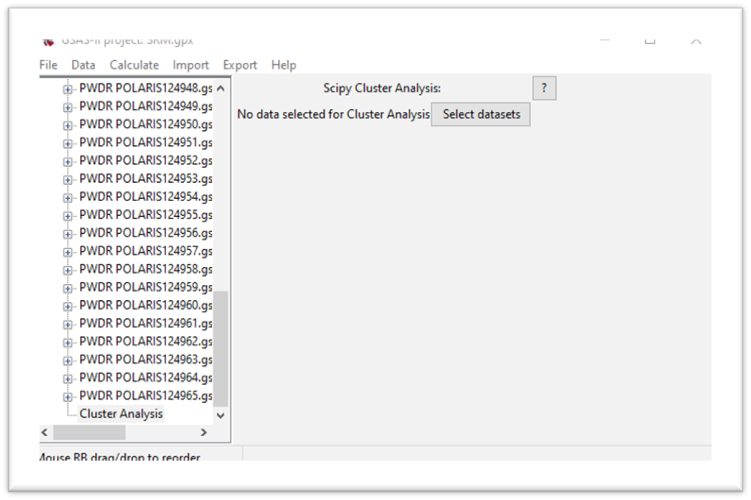 GSAS-II project: SRM.gpx
File Data Calculate Import Export Help
PWDR POLARIS124948.gs
PWDR POLARIS124949.gs
PWDR POLARIS124950.gs
PWDR POLARIS124951.gs
PWDR POLARIS124952.gs
PWDR POLARIS124953.gs
PWDR POLARIS124954.gs
PWDR POLARIS124955.gs
PWDR POLARIS124956.gs
PWDR POLARIS124957.gs
PWDR POLARIS124958.gs
PWDR POLARIS124959.gs
PWDR POLARIS124960.gs
PWDR POLARIS124961.gs
PWDR POLARIS124962.gs
PWDR POLARIS124963.gs
PWDR POLARIS124964.gs
PWDR POLARIS124965.gs
Cluster Analysis
Scipy Cluster Analysis: ?
No data selected for Cluster Analysis Select datasets
Mouse RB drag/drop to reorder